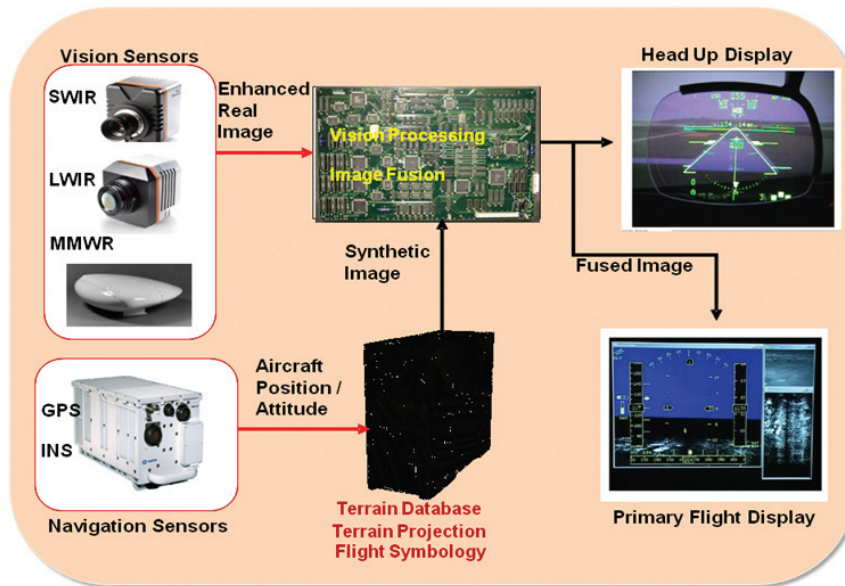 Vision Sensors
SWIR
LWIR
MMWR
Enhanced
Real
Image
Vision Processing
Image Fusion
Head Up Display
Synthetic
Image
Fused Image
GPS
INS
Navigation Sensors
Aircraft
Position /
Attitude
Terrain Database
Terrain Projection
Flight Symbology
Primary Flight Display